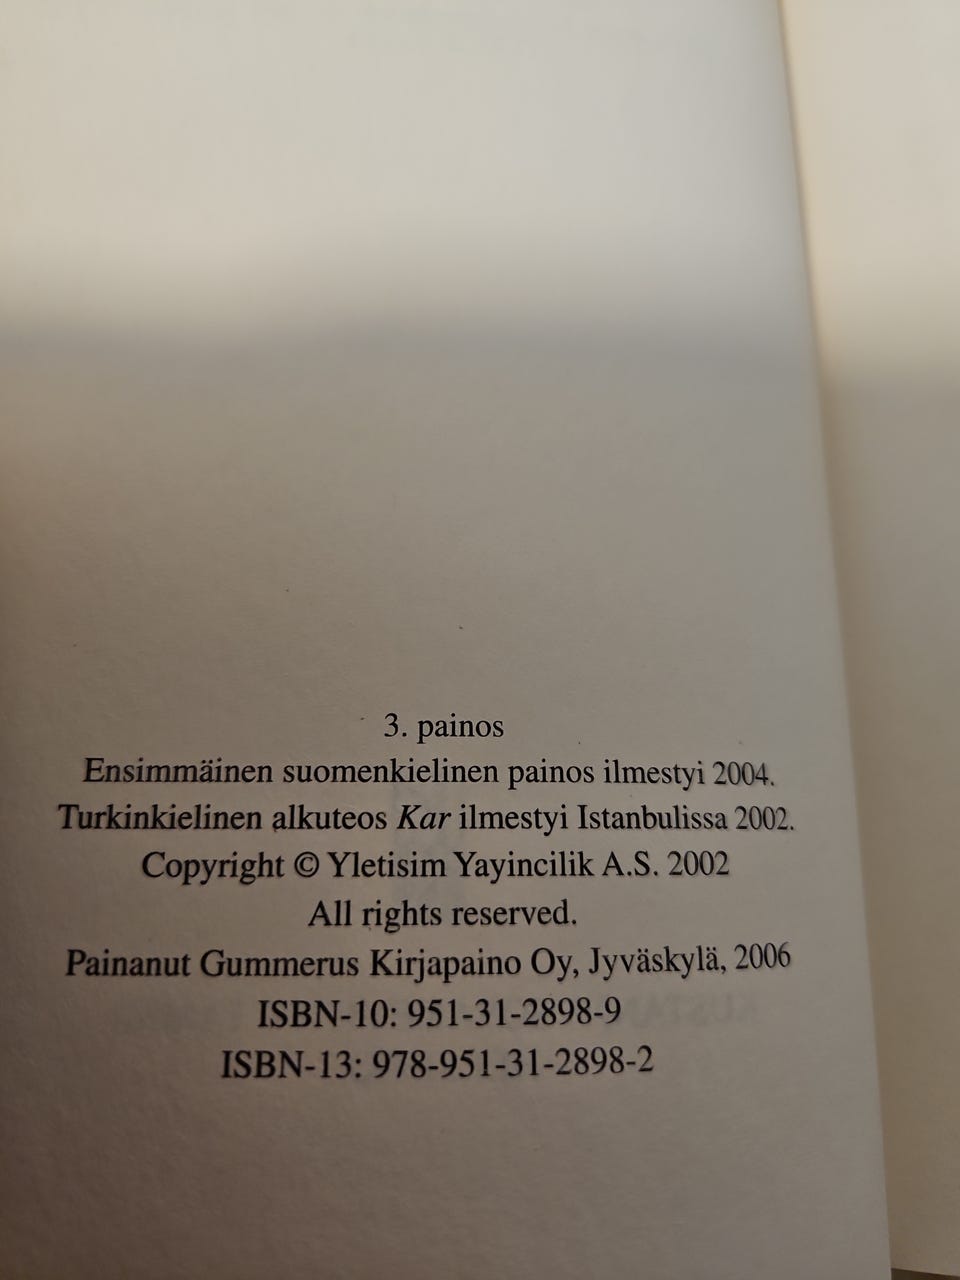 3. painos
Ensimmäinen suomenkielinen painos ilmestyi 2004.
Turkinkielinen alkuteos Kar ilmestyi Istanbulissa 2002.
Copyright © Yletisim Yayincilik A.S. 2002
All rights reserved.
Painanut Gummerus Kirjapaino Oy, Jyväskylä, 2006
ISBN-10: 951-31-2898-9
ISBN-13: 978-951-31-2898-2